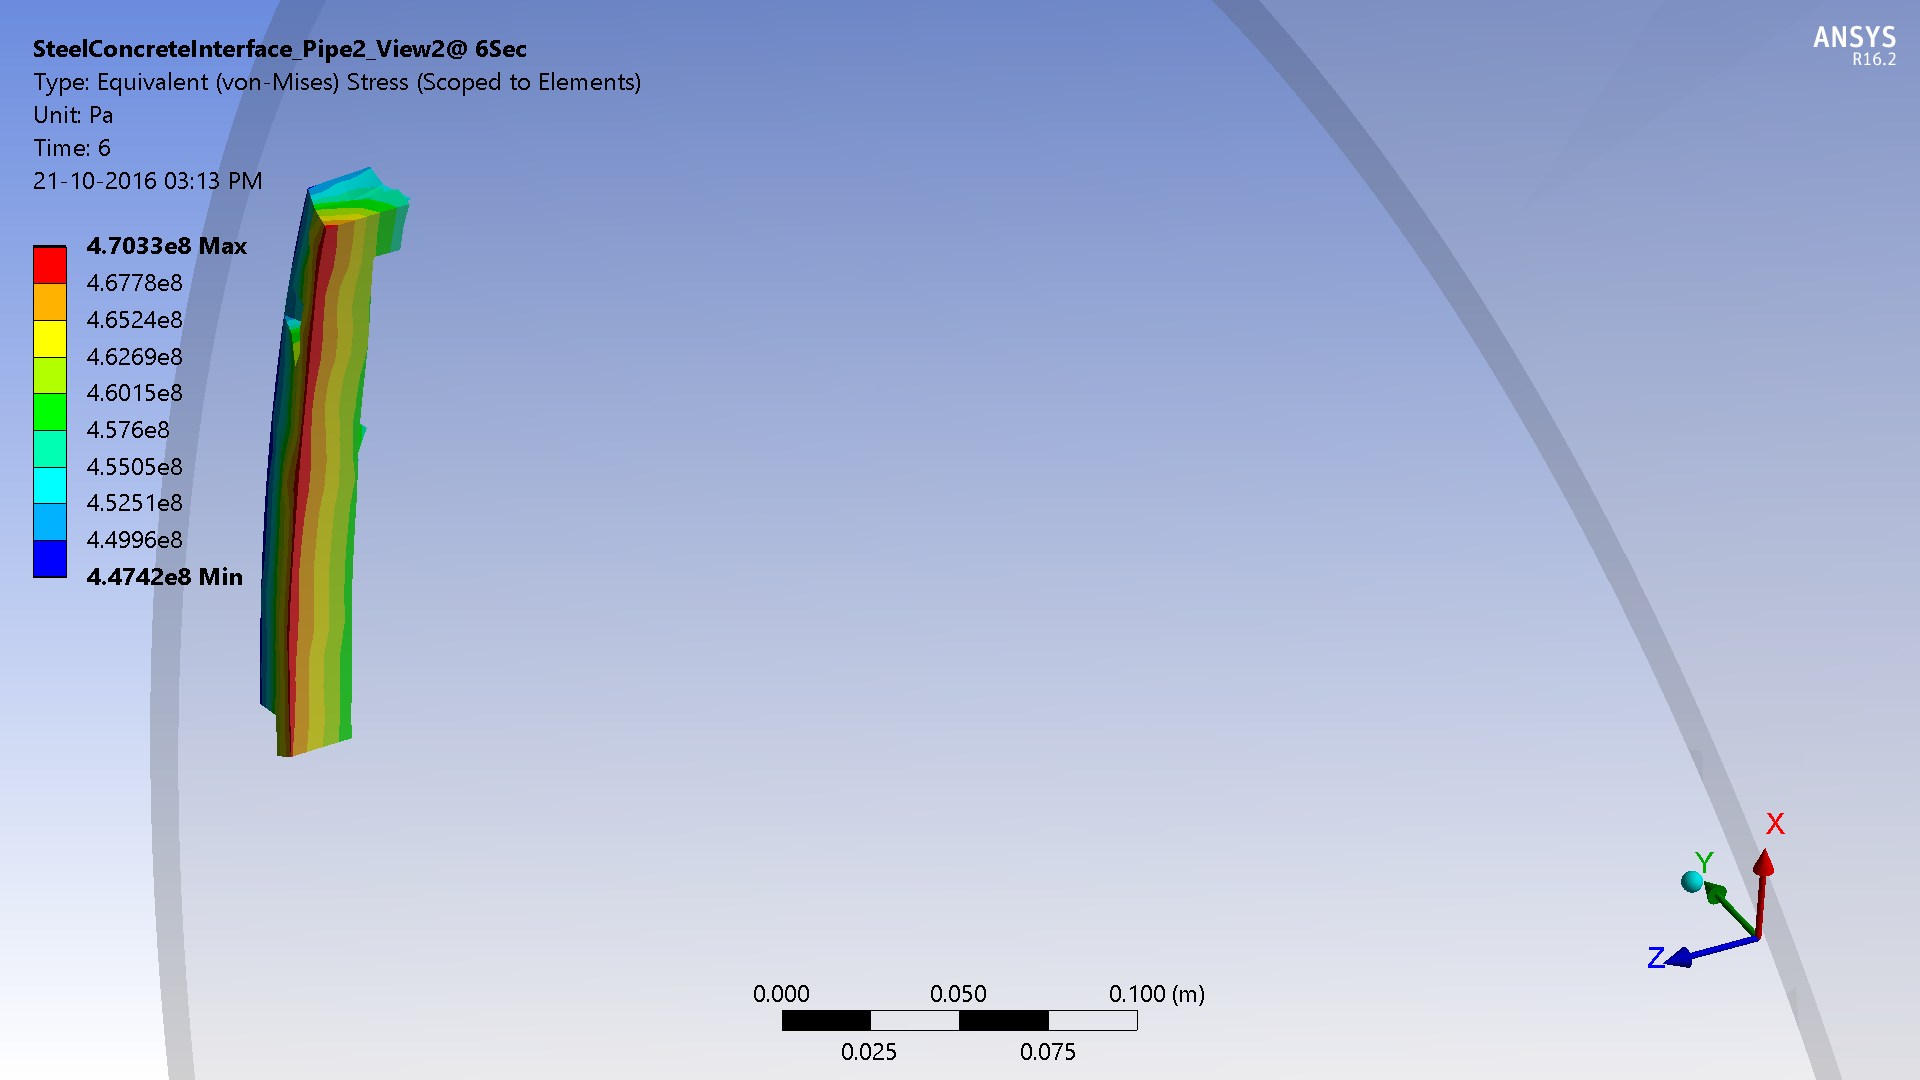 SteelConcreteInterface_Pipe2_View2@ 6Sec
Type: Equivalent (von-Mises) Stress (Scoped to Elements)
Unit: Pa
Time: 6
21-10-2016 03:13 PM
4.7033e8 Max
4.6778e8
4.6524e8
4.6269e8
4.6015e8
4.576e8
4.5505e8
4.5251e8
4.4996e8
4.4742e8 Min
ANSYS
R16.2
X
Y
Z
0.000 0.050 0.100 (m)
0.025 0.075